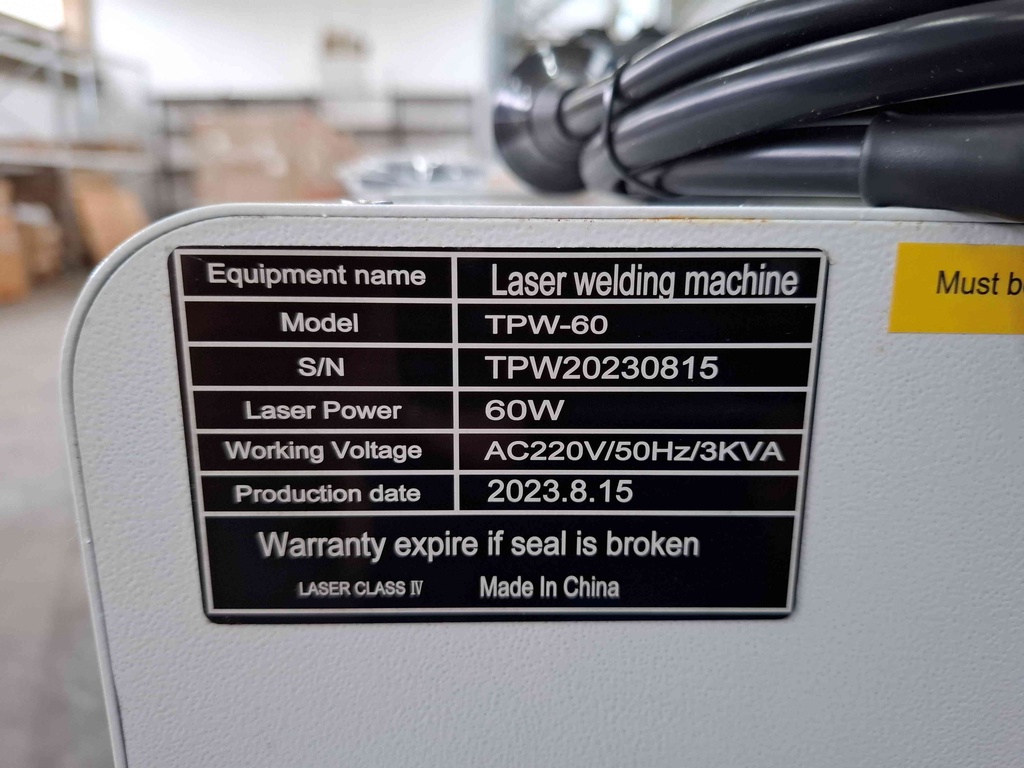 Equipment name Laser welding machine
Model TPW-60
S/N TPW20230815
Laser Power 60W
Working Voltage AC220V/50Hz/3KVA
Production date 2023.8.15
Warranty expire if seal is broken
LASER CLASS Ⅳ Made In China
Must